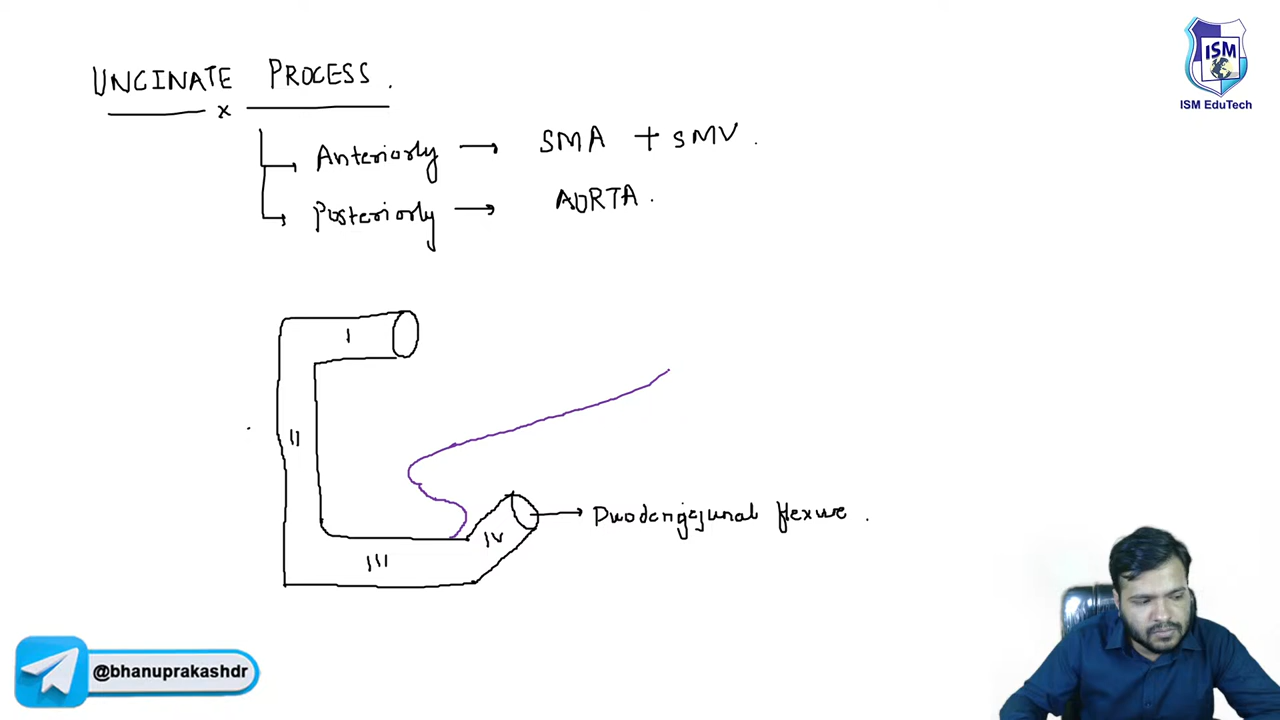 UNCINATE PROCESS.
x
Anteriorly → SMA + SMV.
Posteriorly → AORTA.
I
II
III
IV
→ Duodenojejunal flexure.
ISM
ISM EduTech
@bhanuprakashdr